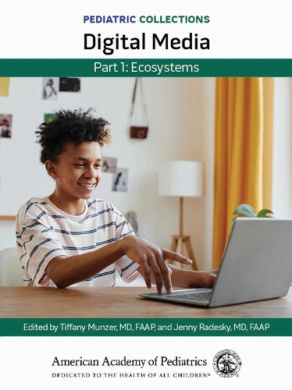 PEDIATRIC COLLECTIONS
Digital Media
Part 1: Ecosystems
Edited by Tiffany Munzer, MD, FAAP, and Jenny Radesky, MD, FAAP
American Academy of Pediatrics
DEDICATED TO THE HEALTH OF ALL CHILDREN®